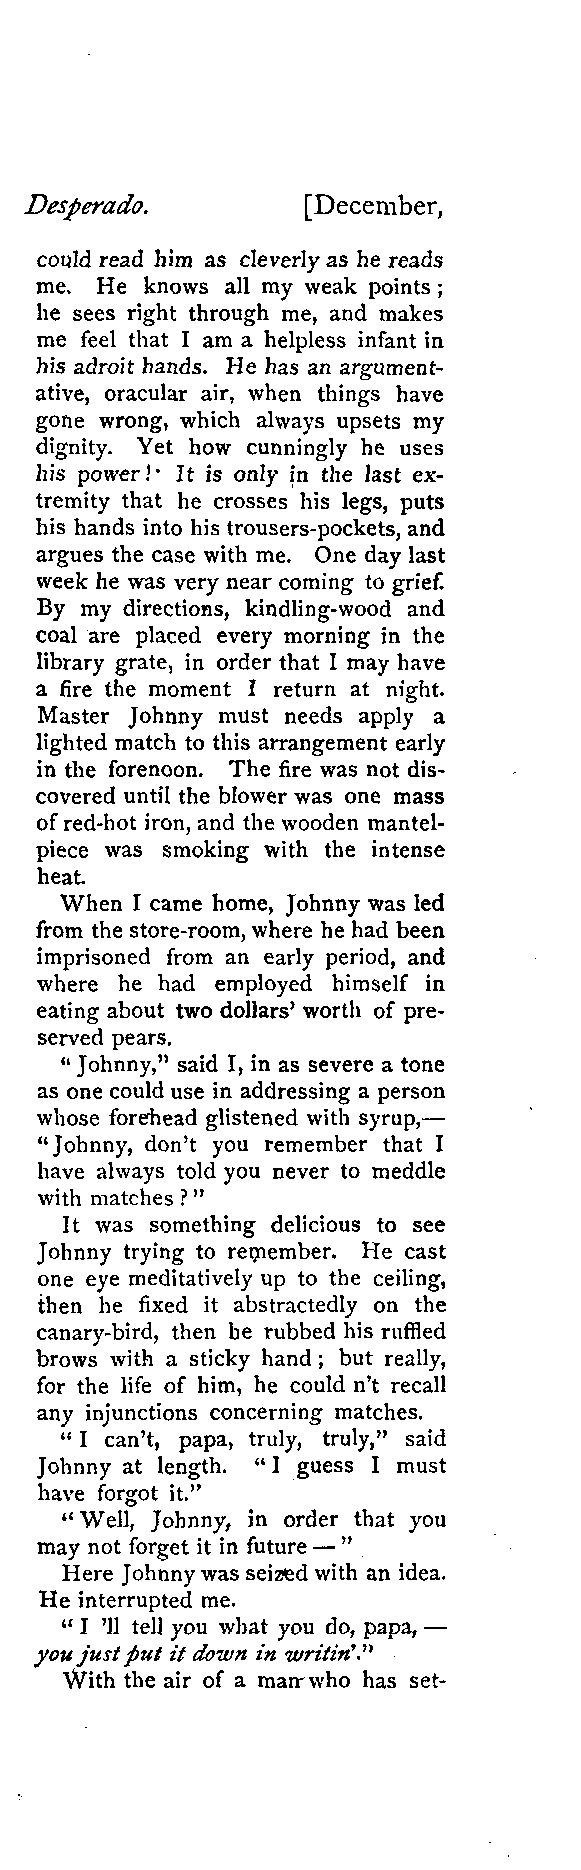 Desperado. [December,
could read him as cleverly as he reads
me. He knows all my weak points;
he sees right through me, and makes
me feel that I am a helpless infant in
his adroit hands. He has an argument-
ative, oracular air, when things have
gone wrong, which always upsets my
dignity. Yet how cunningly he uses
his power! It is only in the last ex-
tremity that he crosses his legs, puts
his hands into his trousers-pockets, and
argues the case with me. One day last
week he was very near coming to grief.
By my directions, kindling-wood and
coal are placed every morning in the
library grate, in order that I may have
a fire the moment I return at night.
Master Johnny must needs apply a
lighted match to this arrangement early
in the forenoon. The fire was not dis-
covered until the blower was one mass
of red-hot iron, and the wooden mantel-
piece was smoking with the intense
heat.
When I came home, Johnny was led
from the store-room, where he had been
imprisoned from an early period, and
where he had employed himself in
eating about two dollars' worth of pre-
served pears.
"Johnny," said I, in as severe a tone
as one could use in addressing a person
whose forehead glistened with syrup,—
"Johnny, don't you remember that I
have always told you never to meddle
with matches?"
It was something delicious to see
Johnny trying to remember. He cast
one eye meditatively up to the ceiling,
then he fixed it abstractedly on the
canary-bird, then he rubbed his ruffled
brows with a sticky hand; but really,
for the life of him, he could n't recall
any injunctions concerning matches.
"I can't, papa, truly, truly," said
Johnny at length. "I guess I must
have forgot it."
"Well, Johnny, in order that you
may not forget it in future —"
Here Johnny was seized with an idea.
He interrupted me.
"I 'll tell you what you do, papa, —
you just put it down in writin'."
With the air of a man who has set-